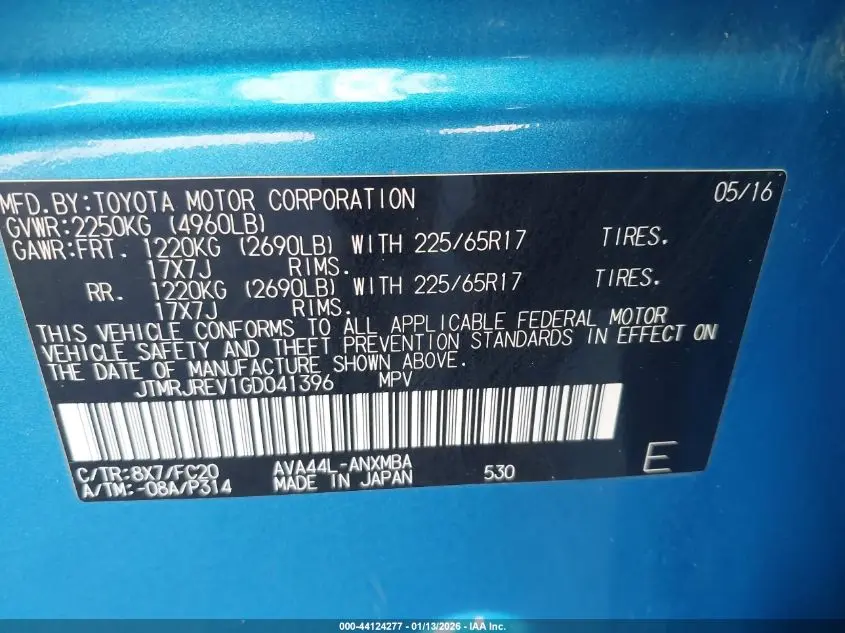 MFD. BY: TOYOTA MOTOR CORPORATION 05/16
GVWR: 2250KG (4960LB)
GAWR: FRT. 1220KG (2690LB) WITH 225/65R17 TIRES.
17X7J RIMS.
RR. 1220KG (2690LB) WITH 225/65R17 TIRES.
17X7J RIMS.
THIS VEHICLE CONFORMS TO ALL APPLICABLE FEDERAL MOTOR
VEHICLE SAFETY AND THEFT PREVENTION STANDARDS IN EFFECT ON
THE DATE OF MANUFACTURE SHOWN ABOVE.
JTMRJREV1GD041396 MPV
C/TR: 8X7/FC20 AVA44L-ANXMBA 530 E
A/TM: -08A/P314 MADE IN JAPAN
000-44124277 - 01/13/2026 - IAA Inc.